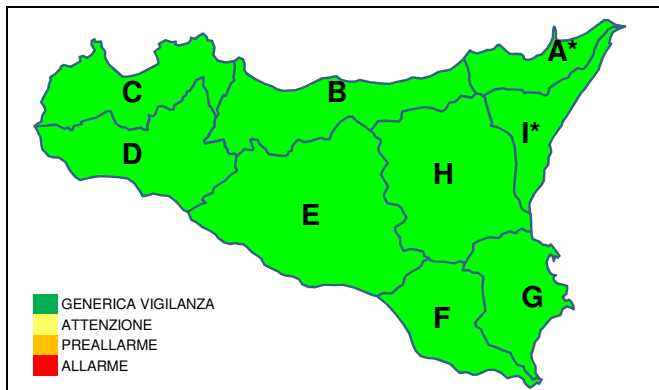 A*
C
B
I*
D
H
E
G
F
GENERICA VIGILANZA
ATTENZIONE
PREALLARME
ALLARME